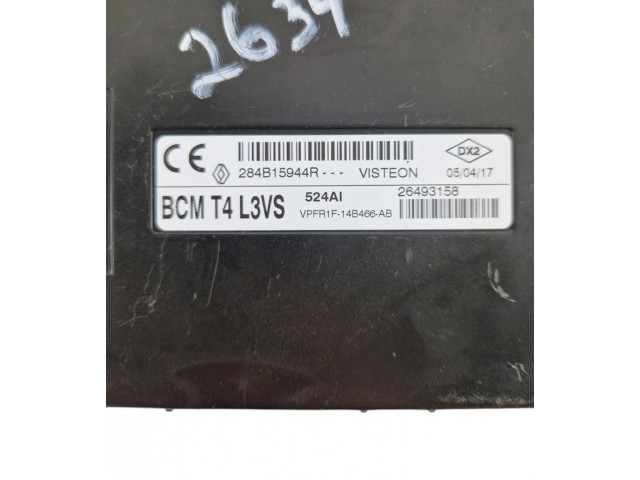 2634
CE 284B15944R--- VISTEON DX2 05/04/17
BCM T4 L3VS 524AI 26493158
VPFR1F-14B466-AB